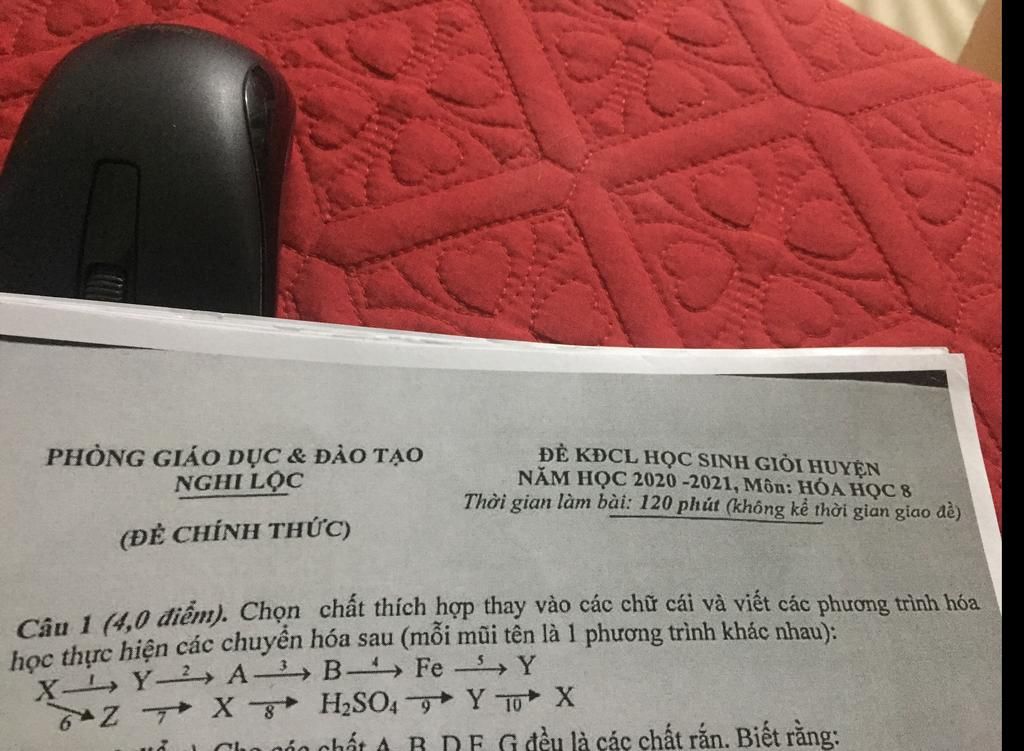 PHÒNG GIÁO DỤC & ĐÀO TẠO
NGHI LỘC
(ĐỀ CHÍNH THỨC)
ĐỀ KĐCL HỌC SINH GIỎI HUYỆN
NĂM HỌC 2020 -2021, Môn: HÓA HỌC 8
Thời gian làm bài: 120 phút (không kể thời gian giao đề)
Câu 1 (4,0 điểm). Chọn chất thích hợp thay vào các chữ cái và viết các phương trình hóa
học thực hiện các chuyển hóa sau (mỗi mũi tên là 1 phương trình khác nhau):
X —1→ Y —2→ A —3→ B —4→ Fe —5→ Y
6→ Z —7→ X —8→ H₂SO₄ —9→ Y —10→ X
Cho các chất A, B, D E, G đều là các chất rắn. Biết rằng: